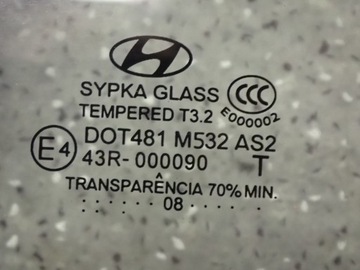 SYPKA GLASS CCC
TEMPERED T3.2 E000002
DOT481 M532 AS2
E4 43R-000090 T
TRANSPARÊNCIA 70% MIN.
...... 08 ......